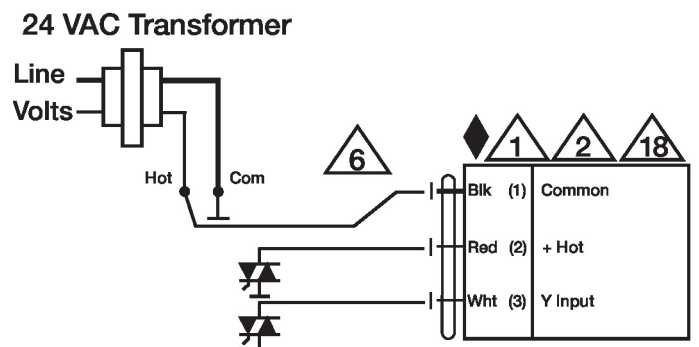 24 VAC Transformer
Line
Volts
Hot
Com
6
1
2
18
Blk (1) Common
Red (2) + Hot
Wht (3) Y Input